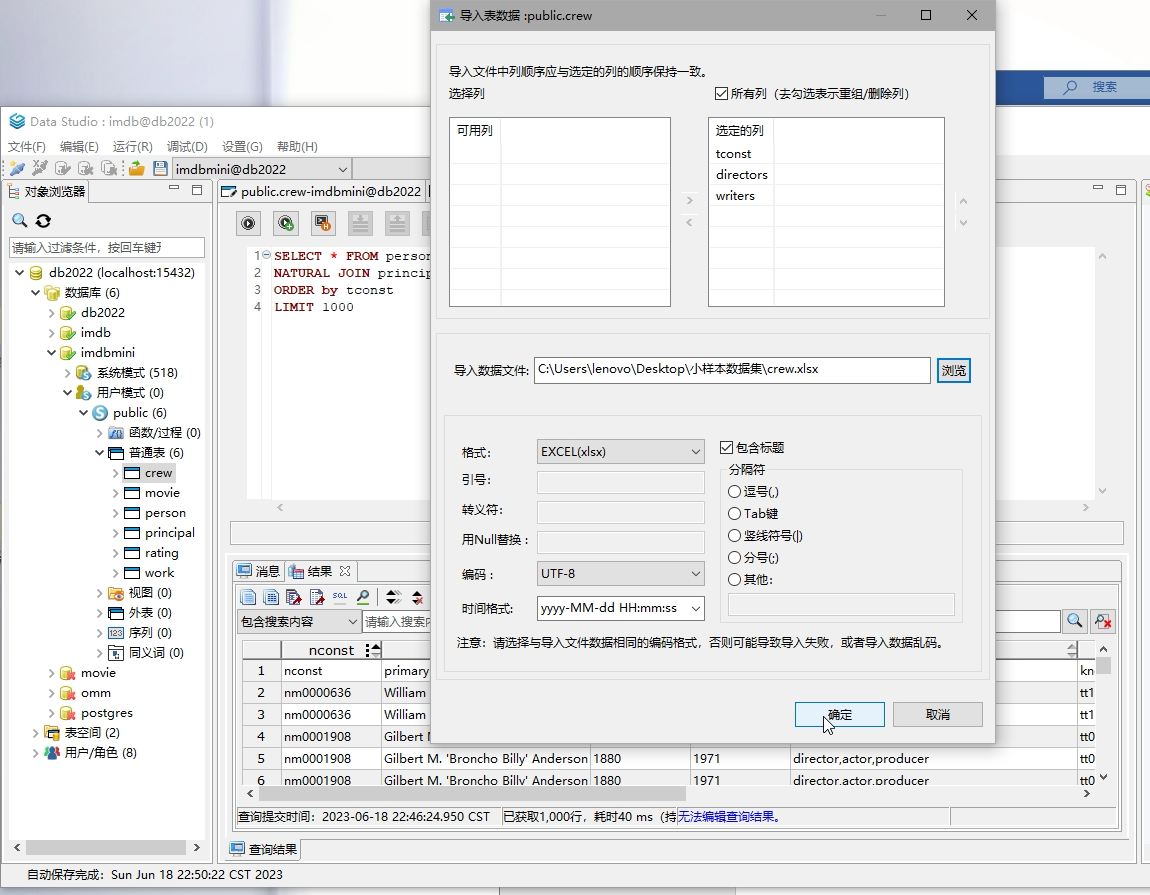 导入表数据 :public.crew
导入文件中列顺序应与选定的列的顺序保持一致。
选择列
所有列（去勾选表示重组/删除列）
可用列
选定的列
tconst
directors
writers
导入数据文件:
C:\Users\lenovo\Desktop\小样本数据集\crew.xlsx
浏览
格式:
EXCEL(xlsx)
包含标题
引号:
转义符:
用Null替换 :
编码 :
UTF-8
时间格式:
yyyy-MM-dd HH:mm:ss
分隔符
逗号(,)
Tab键
竖线符号(|)
分号(;)
其他:
注意：请选择与导入文件数据相同的编码格式，否则可能导致导入失败，或者导入数据乱码。
确定
取消
搜索
Data Studio : imdb@db2022 (1)
文件(F) 编辑(E) 运行(R) 调试(D) 设置(G) 帮助(H)
imdbmini@db2022
对象浏览器
请输入过滤条件，按回车键开
db2022 (localhost:15432)
数据库 (6)
db2022
imdb
imdbmini
系统模式 (518)
用户模式 (0)
public (6)
函数/过程 (0)
普通表 (6)
crew
movie
person
principal
rating
work
视图 (0)
外表 (0)
序列 (0)
同义词 (0)
movie
omm
postgres
表空间 (2)
用户/角色 (8)
public.crew-imdbmini@db2022
1 SELECT * FROM person
2 NATURAL JOIN princip
3 ORDER by tconst
4 LIMIT 1000
消息
结果
SQL
包含搜索内容
请输入搜索内
nconst
1 nconst primary kn
2 nm0000636 William tt1
3 nm0000636 William tt1
4 nm0001908 Gilbert M tt0
5 nm0001908 Gilbert M. 'Broncho Billy' Anderson 1880 1971 director,actor,producer tt0
6 nm0001908 Gilbert M. 'Broncho Billy' Anderson 1880 1971 director,actor,producer tt0
查询提交时间：2023-06-18 22:46:24.950 CST
已获取1,000行，耗时40 ms（持
无法编辑查询结果。
查询结果
自动保存完成：Sun Jun 18 22:50:22 CST 2023